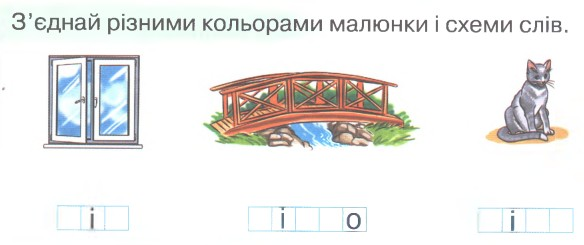 З’єднай різними кольорами малюнки і схеми слів.
і і о і